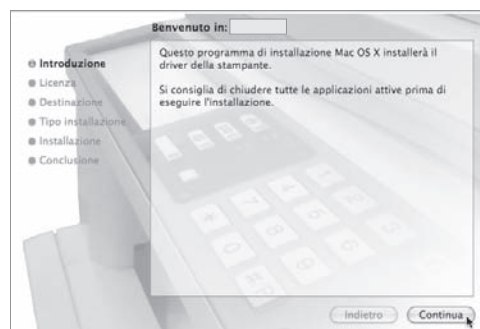 Benvenuto in:
Introduzione
Licenza
Destinazione
Tipo installazione
Installazione
Conclusione
Questo programma di installazione Mac OS X installerà il
driver della stampante.
Si consiglia di chiudere tutte le applicazioni attive prima di
eseguire l'installazione.
Indietro
Continua